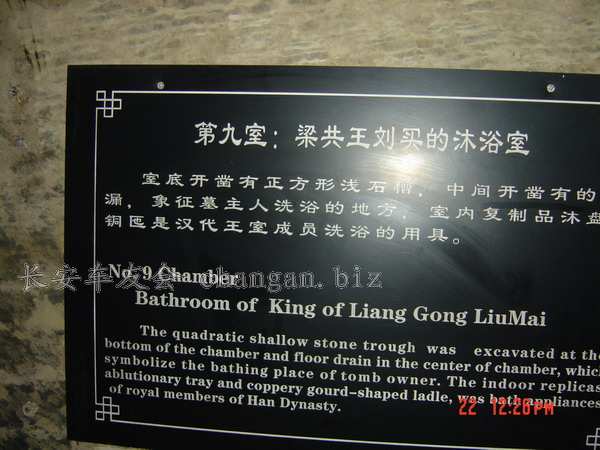 第九室：梁共王刘买的沐浴室
室底开凿有正方形浅石槽，中间开凿有的
漏，象征墓主人洗浴的地方，室内复制品沐盘
铜匜是汉代王室成员洗浴的用具。
长安车友会 changan.biz
No. 9 Chamber
Bathroom of King of Liang Gong LiuMai
The quadratic shallow stone trough was excavated at the
bottom of the chamber and floor drain in the center of chamber, which
symbolize the bathing place of tomb owner. The indoor replicas
ablutionary tray and coppery gourd-shaped ladle, was bath appliances
of royal members of Han Dynasty.
22 12:26PM